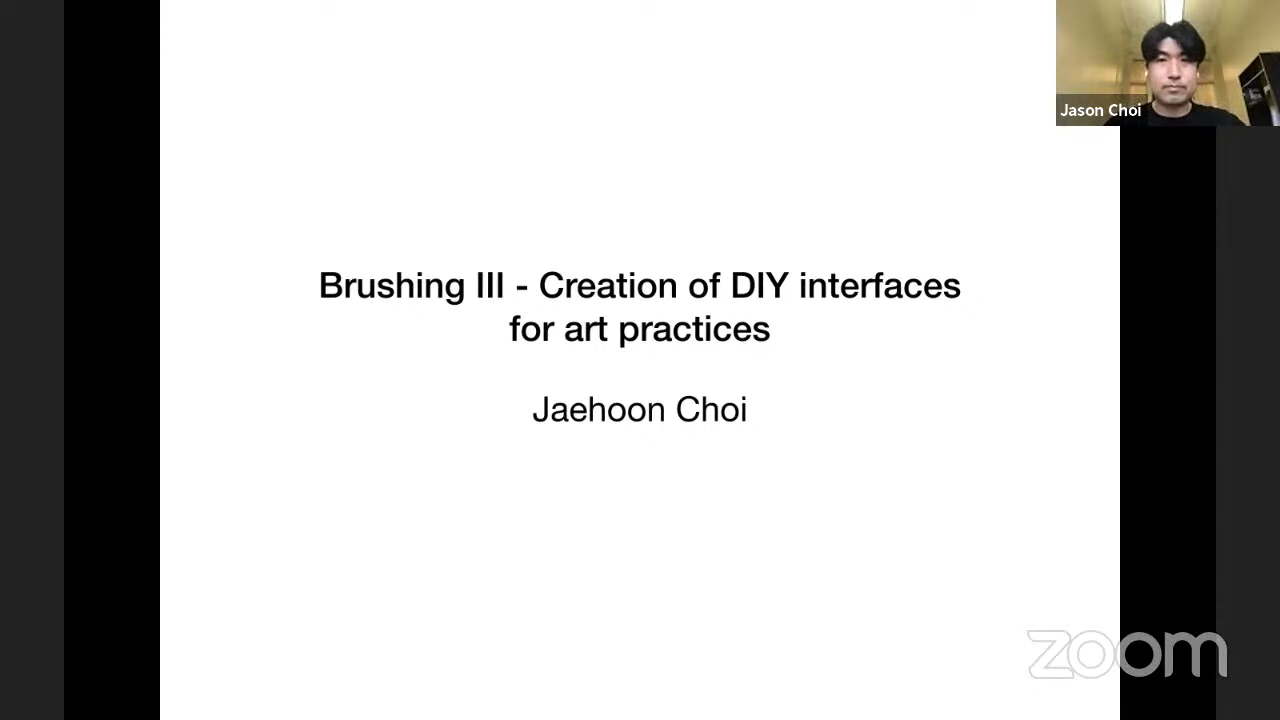 Jason Choi
Brushing III - Creation of DIY interfaces
for art practices
Jaehoon Choi
zoom